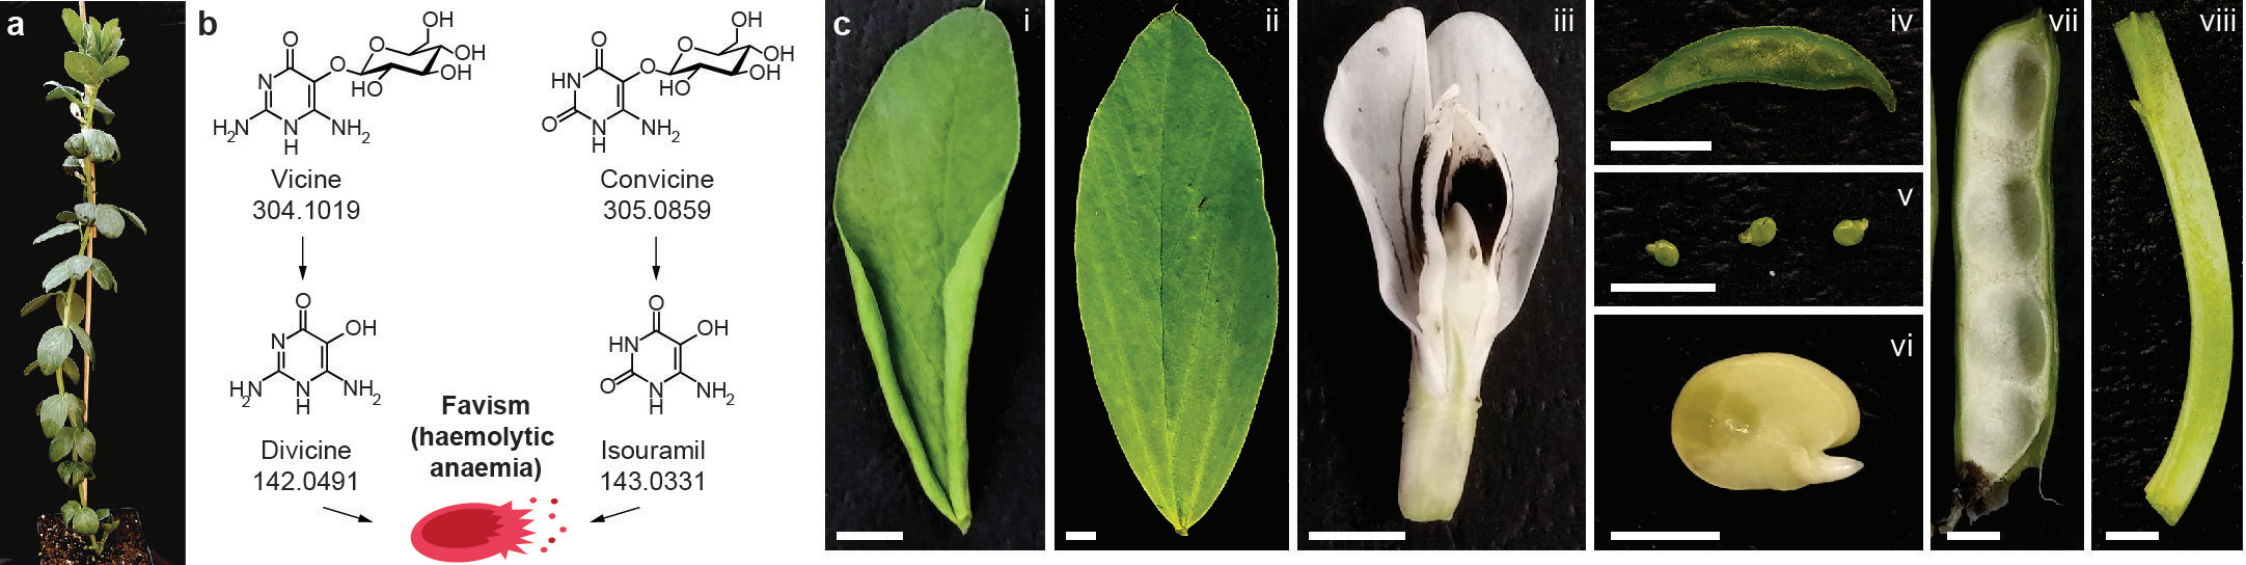 a
b
O
N
H₂N
N
H
NH₂
O
O
OH
OH
OH
HO
Vicine
304.1019
O
HN
O
N
H
NH₂
O
O
OH
OH
OH
HO
Convicine
305.0859
O
N
OH
H₂N
N
H
NH₂
Divicine
142.0491
O
HN
OH
O
N
H
NH₂
Isouramil
143.0331
Favism
(haemolytic
anaemia)
c
i
ii
iii
iv
v
vi
vii
viii